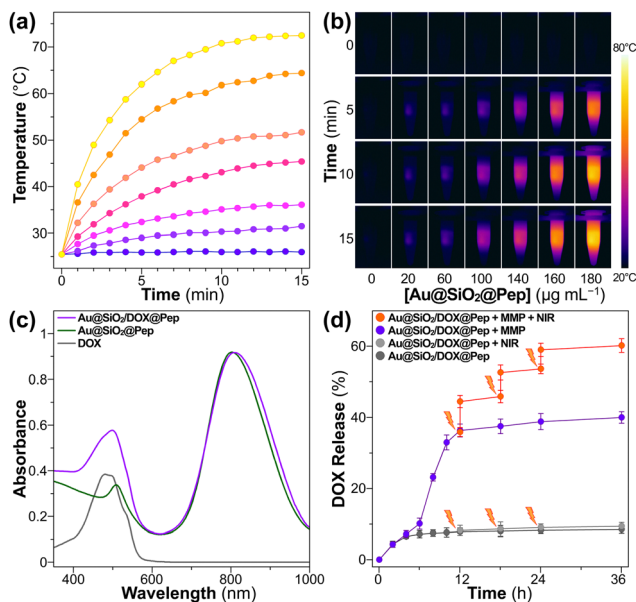 (a)
70
60
50
40
30
Temperature (°C)
0
5
10
15
Time (min)
(b)
0
5
10
15
Time (min)
80°C
20°C
0
20
60
100
140
160
180
[Au@SiO₂@Pep] (µg mL⁻¹)
(c)
Au@SiO₂/DOX@Pep
Au@SiO₂@Pep
DOX
1
0.8
0.6
0.4
0.2
0
Absorbance
400
600
800
1000
Wavelength (nm)
(d)
Au@SiO₂/DOX@Pep + MMP + NIR
Au@SiO₂/DOX@Pep + MMP
Au@SiO₂/DOX@Pep + NIR
Au@SiO₂/DOX@Pep
60
40
20
0
DOX Release (%)
0
6
12
18
24
30
36
Time (h)